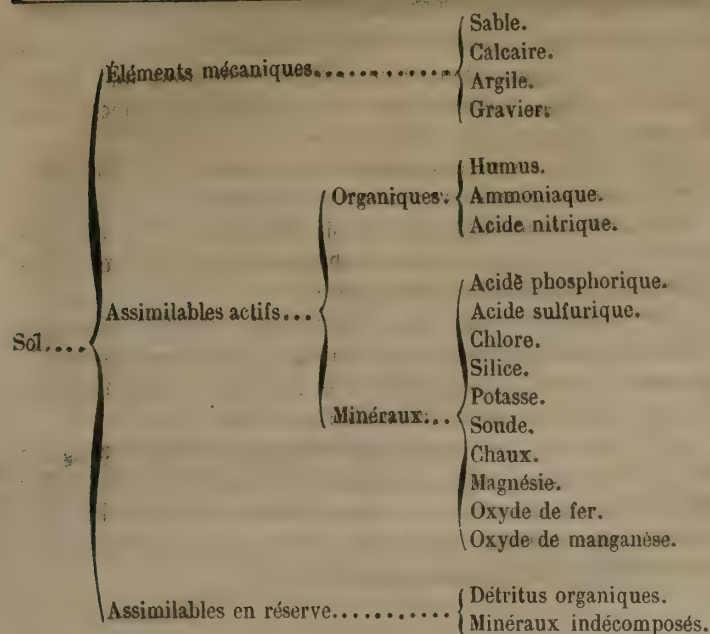 Sable.
Calcaire.
Éléments mécaniques............
Argile.
Gravier.
Humus.
Organiques.
Ammoniaque.
Acide nitrique.
Acide phosphorique.
Assimilables actifs...
Acide sulfurique.
Sol....
Chlore.
Silice.
Potasse.
Minéraux...
Soude.
Chaux.
Magnésie.
Oxyde de fer.
Oxyde de manganèse.
Détritus organiques.
Assimilables en réserve...........
Minéraux indécomposés.